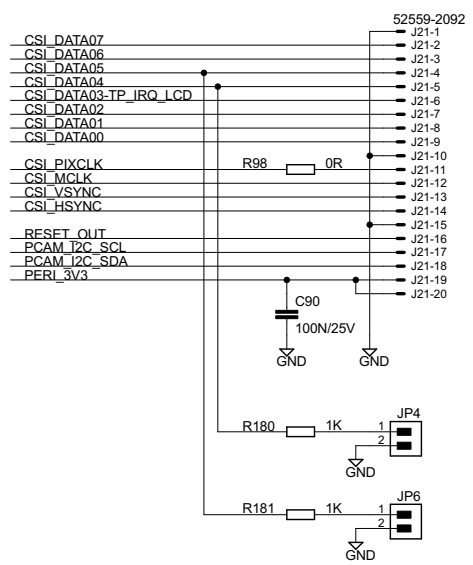 52559-2092
J21-1
CSI_DATA07 J21-2
CSI_DATA06 J21-3
CSI_DATA05 J21-4
CSI_DATA04 J21-5
CSI_DATA03-TP_IRQ_LCD J21-6
CSI_DATA02 J21-7
CSI_DATA01 J21-8
CSI_DATA00 J21-9
J21-10
CSI_PIXCLK R98 0R J21-11
CSI_MCLK J21-12
CSI_VSYNC J21-13
CSI_HSYNC J21-14
J21-15
RESET_OUT J21-16
PCAM_I2C_SCL J21-17
PCAM_I2C_SDA J21-18
PERI_3V3 J21-19
J21-20
C90
100N/25V
GND GND
JP4
R180 1K 1
2
GND
JP6
R181 1K 1
2
GND